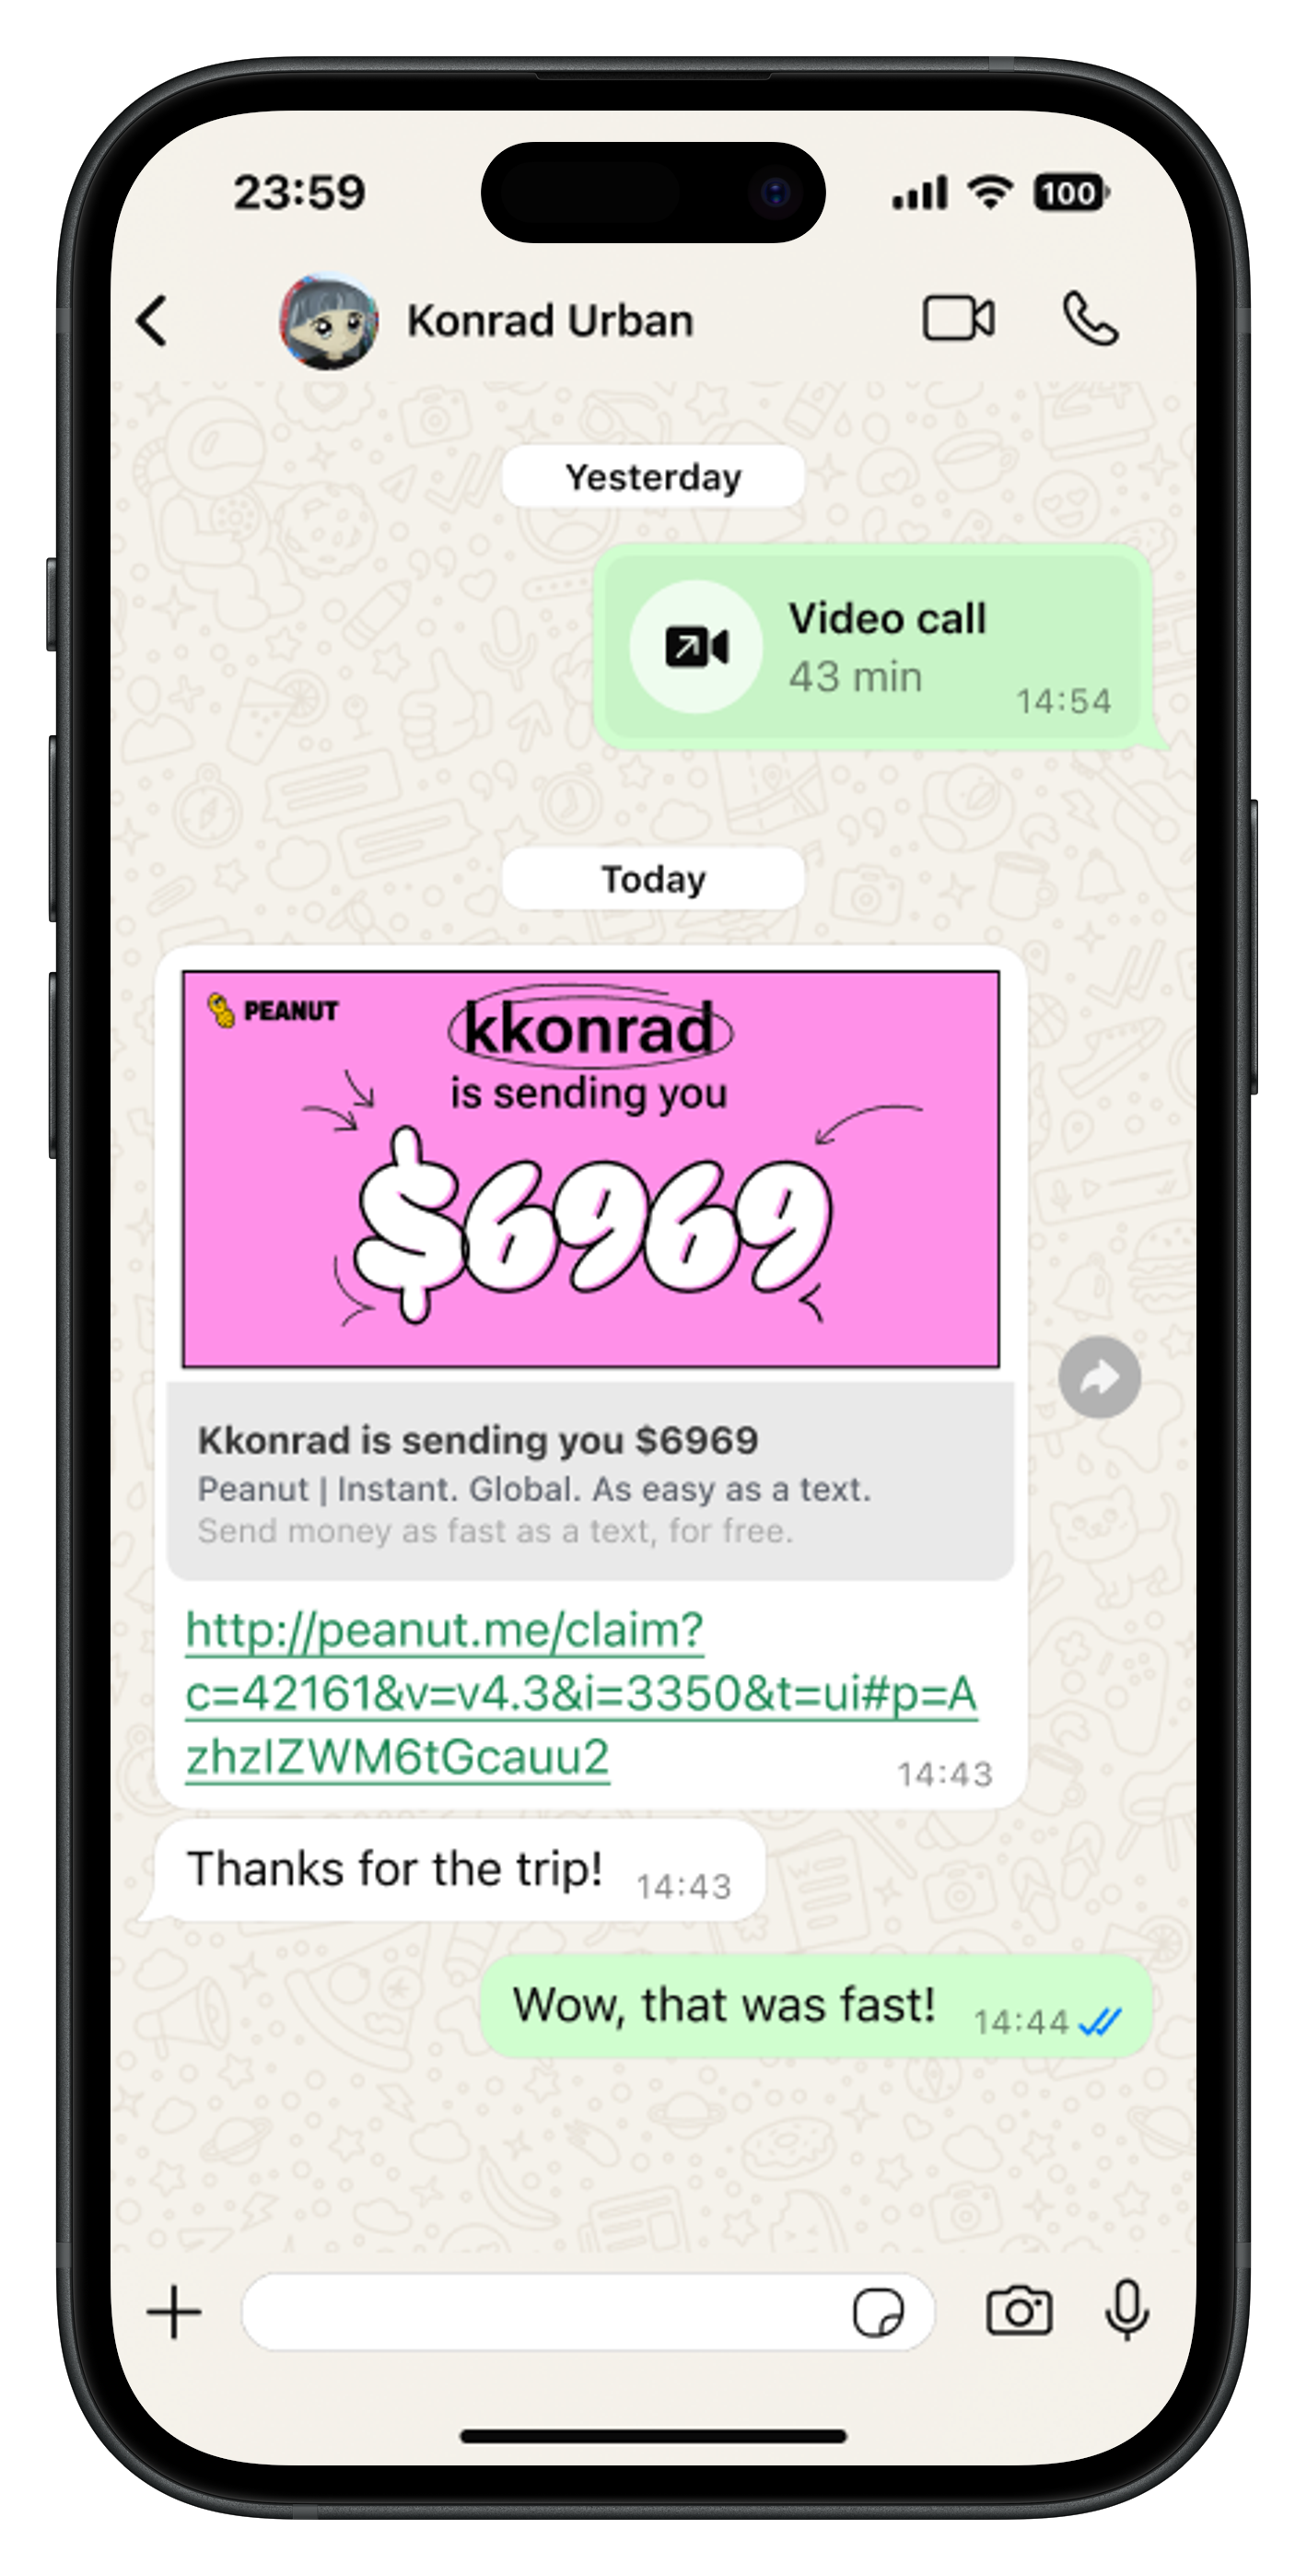 23:59
100
Konrad Urban
Yesterday
Video call
43 min
14:54
Today
PEANUT
kkonrad
is sending you
$6969
Kkonrad is sending you $6969
Peanut | Instant. Global. As easy as a text.
Send money as fast as a text, for free.
http://peanut.me/claim?
c=42161&v=v4.3&i=3350&t=ui#p=A
zhzIZWM6tGcauu2
14:43
Thanks for the trip! 14:43
Wow, that was fast! 14:44